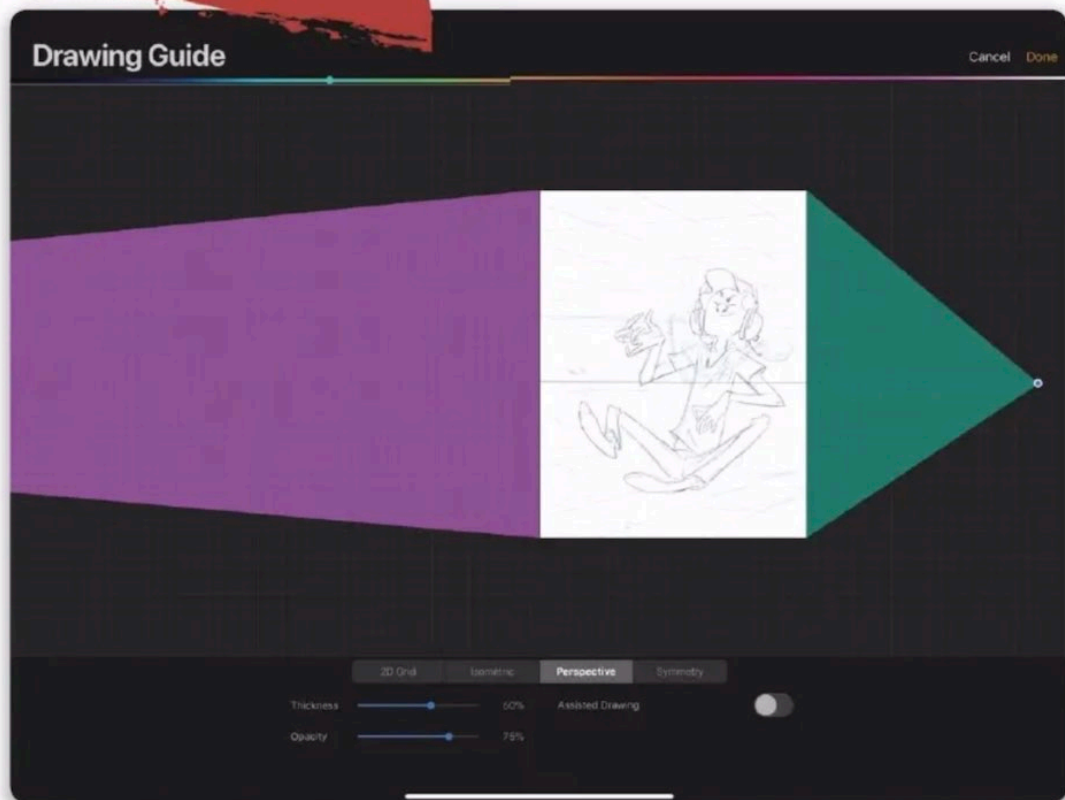 Drawing Guide
Cancel Done
2D Grid Isometric Perspective Symmetry
Thickness 60% Assisted Drawing
Opacity 75%